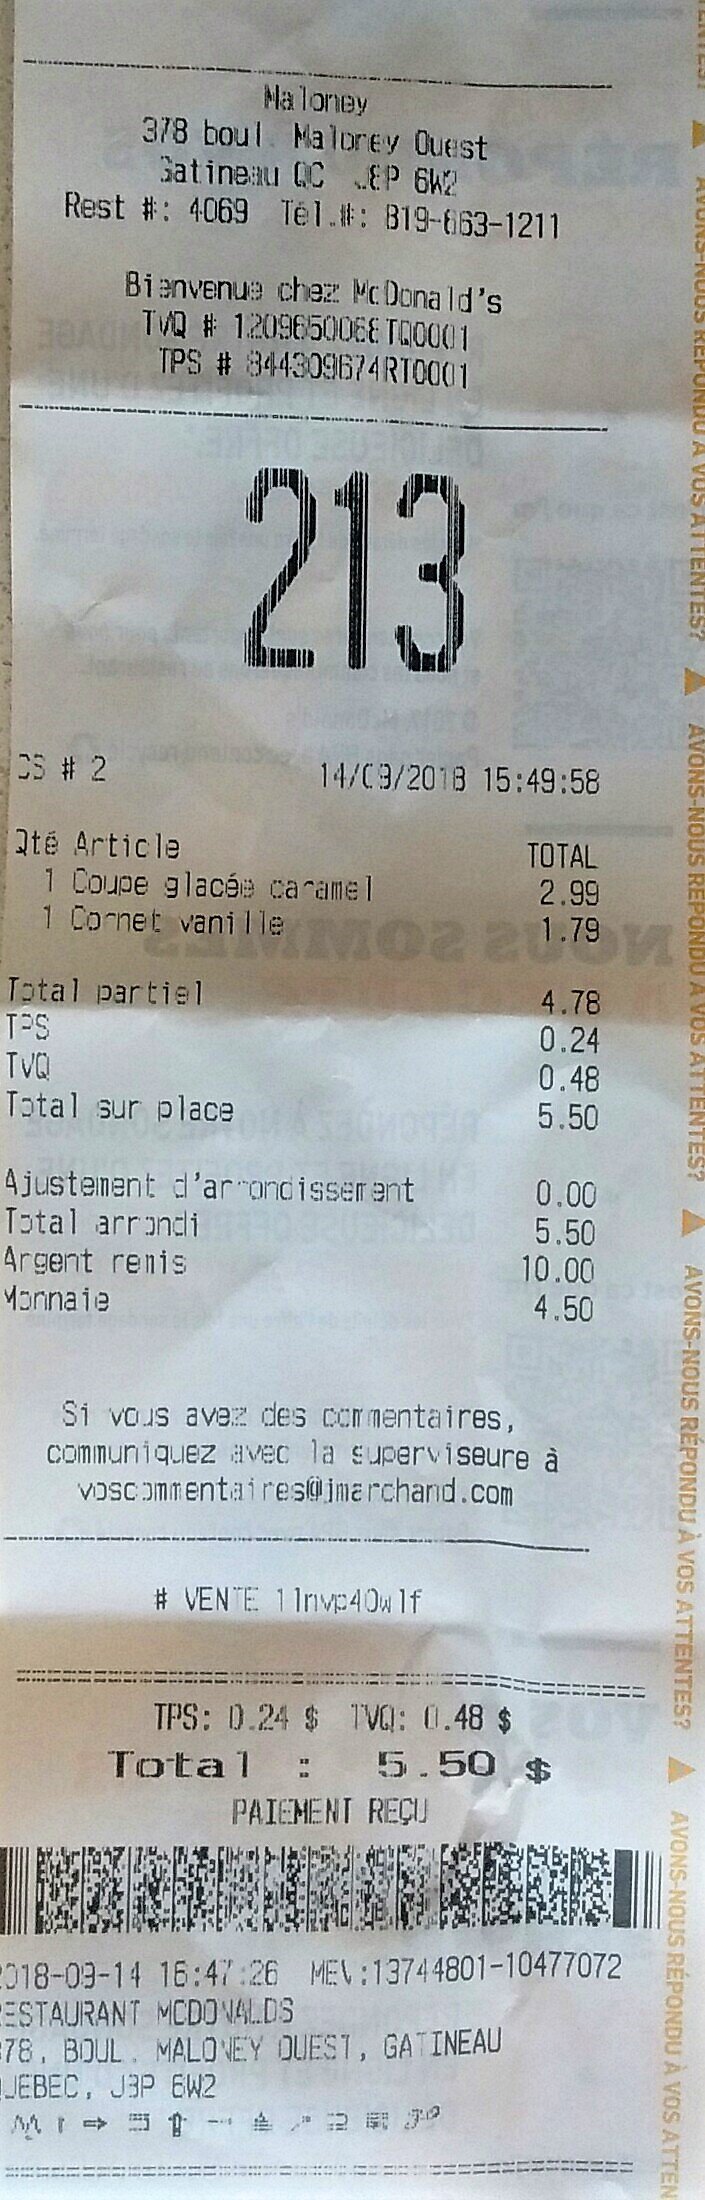 Maloney
378 boul. Maloney Ouest
Gatineau QC J8P 6W2
Rest #: 4069 Tél.#: 819-663-1211
Bienvenue chez McDonald's
TVQ # 1209650068TQ0001
TPS # 844309674RT0001
213
CS # 2 14/09/2018 15:49:58
Qté Article TOTAL
1 Coupe glacée caramel 2.99
1 Cornet vanille 1.79
Total partiel 4.78
TPS 0.24
TVQ 0.48
Total sur place 5.50
Ajustement d'arrondissement 0.00
Total arrondi 5.50
Argent remis 10.00
Monnaie 4.50
Si vous avez des commentaires,
communiquez avec la superviseure à
voscommentaires@jmarchand.com
# VENTE 11nvp40w1f
TPS: 0.24 $ TVQ: 0.48 $
Total : 5.50 $
PAIEMENT REÇU
2018-09-14 16:47:26 MEV:13744801-10477072
RESTAURANT MCDONALDS
378, BOUL. MALONEY OUEST, GATINEAU
QUEBEC, J8P 6W2
AVONS-NOUS RÉPONDU À VOS ATTENTES?
AVONS-NOUS RÉPONDU À VOS ATTENTES?
AVONS-NOUS RÉPONDU À VOS ATTENTES?
AVONS-NOUS RÉPONDU À VOS ATTEN